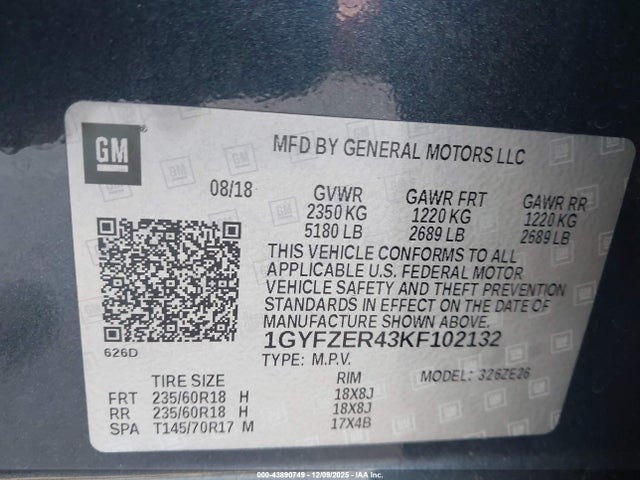 GM
MFD BY GENERAL MOTORS LLC
08/18
GVWR GAWR FRT GAWR RR
2350 KG 1220 KG 1220 KG
5180 LB 2689 LB 2689 LB
THIS VEHICLE CONFORMS TO ALL
APPLICABLE U.S. FEDERAL MOTOR
VEHICLE SAFETY AND THEFT PREVENTION
STANDARDS IN EFFECT ON THE DATE OF
MANUFACTURE SHOWN ABOVE.
626D
1GYFZER43KF102132
TYPE: M.P.V. MODEL: 326ZE26
TIRE SIZE RIM
FRT 235/60R18 H 18X8J
RR 235/60R18 H 18X8J
SPA T145/70R17 M 17X4B
000-43890749 - 12/09/2025 - IAA Inc.